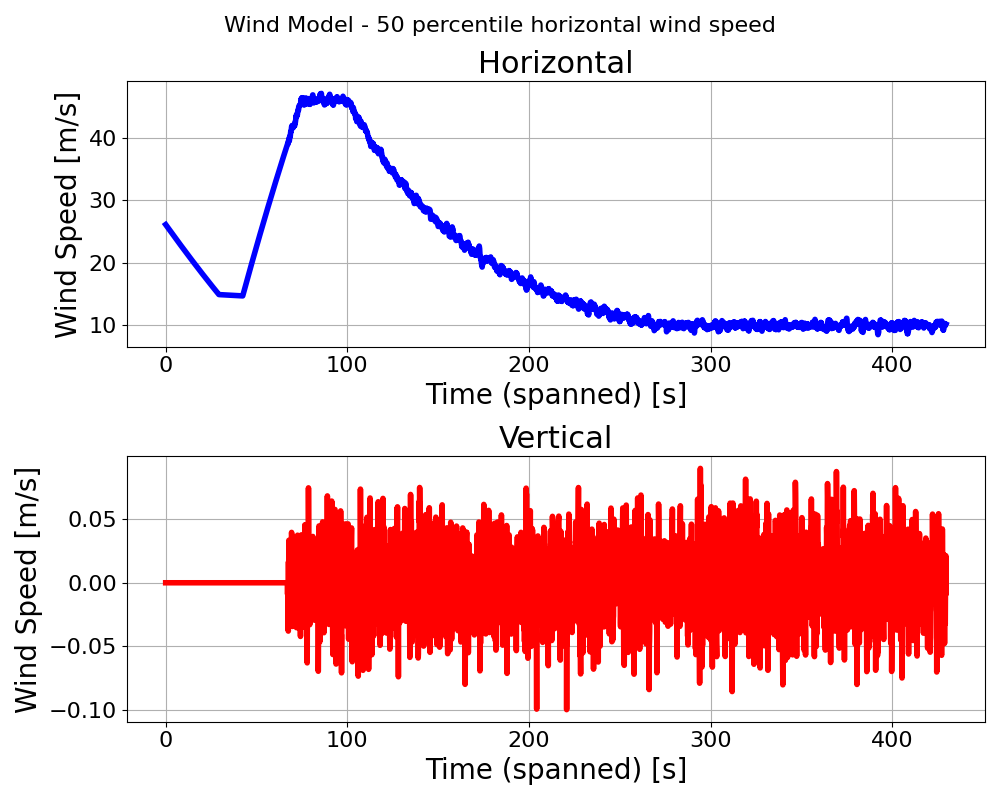 Wind Model - 50 percentile horizontal wind speed
Horizontal
Wind Speed [m/s]
40
30
20
10
0 100 200 300 400
Time (spanned) [s]
Vertical
Wind Speed [m/s]
0.05
0.00
−0.05
−0.10
0 100 200 300 400
Time (spanned) [s]